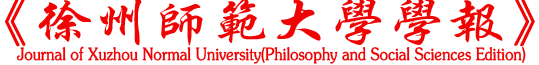 《徐州師範大學學報》
Journal of Xuzhou Normal University(Philosophy and Social Sciences Edition)